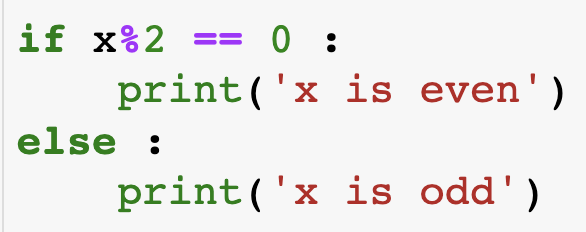 if x%2 == 0 :
    print('x is even')
else :
    print('x is odd')